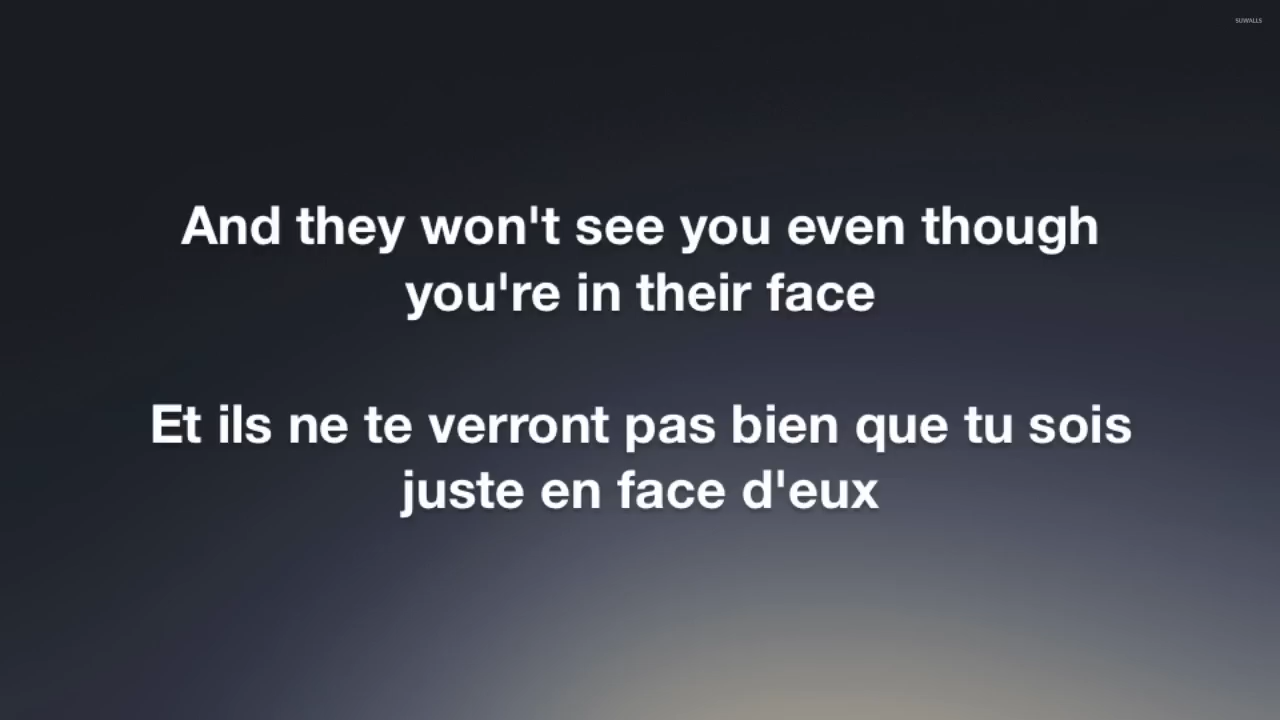 SUWALLS
And they won't see you even though
you're in their face
Et ils ne te verront pas bien que tu sois
juste en face d'eux